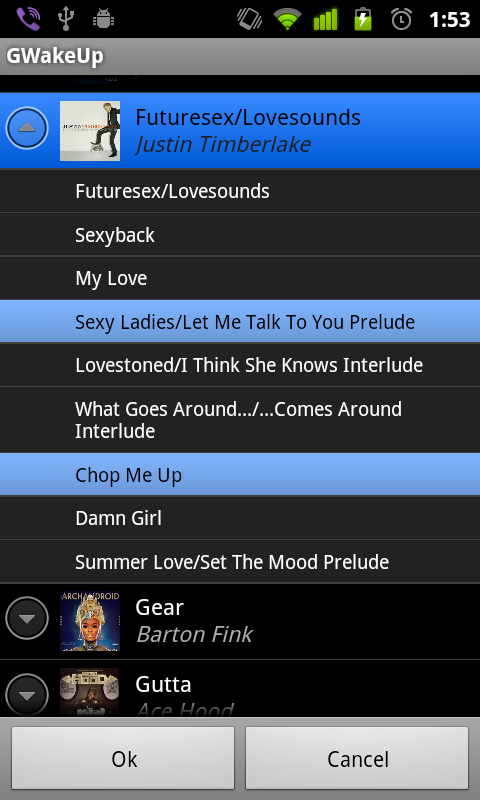 1:53
GWakeUp
Futuresex/Lovesounds
Justin Timberlake
Futuresex/Lovesounds
Sexyback
My Love
Sexy Ladies/Let Me Talk To You Prelude
Lovestoned/I Think She Knows Interlude
What Goes Around.../...Comes Around
Interlude
Chop Me Up
Damn Girl
Summer Love/Set The Mood Prelude
ARCHANDROID
Gear
Barton Fink
Gutta
Ace Hood
Ok
Cancel